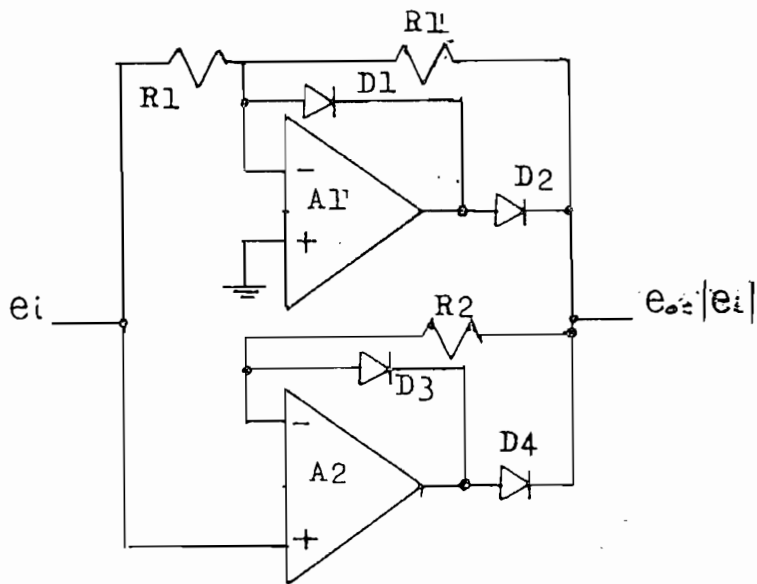 R1'
R1
D1
−
A1'
D2
+
ei
R2
eo=|ei|
D3
−
D4
A2
+